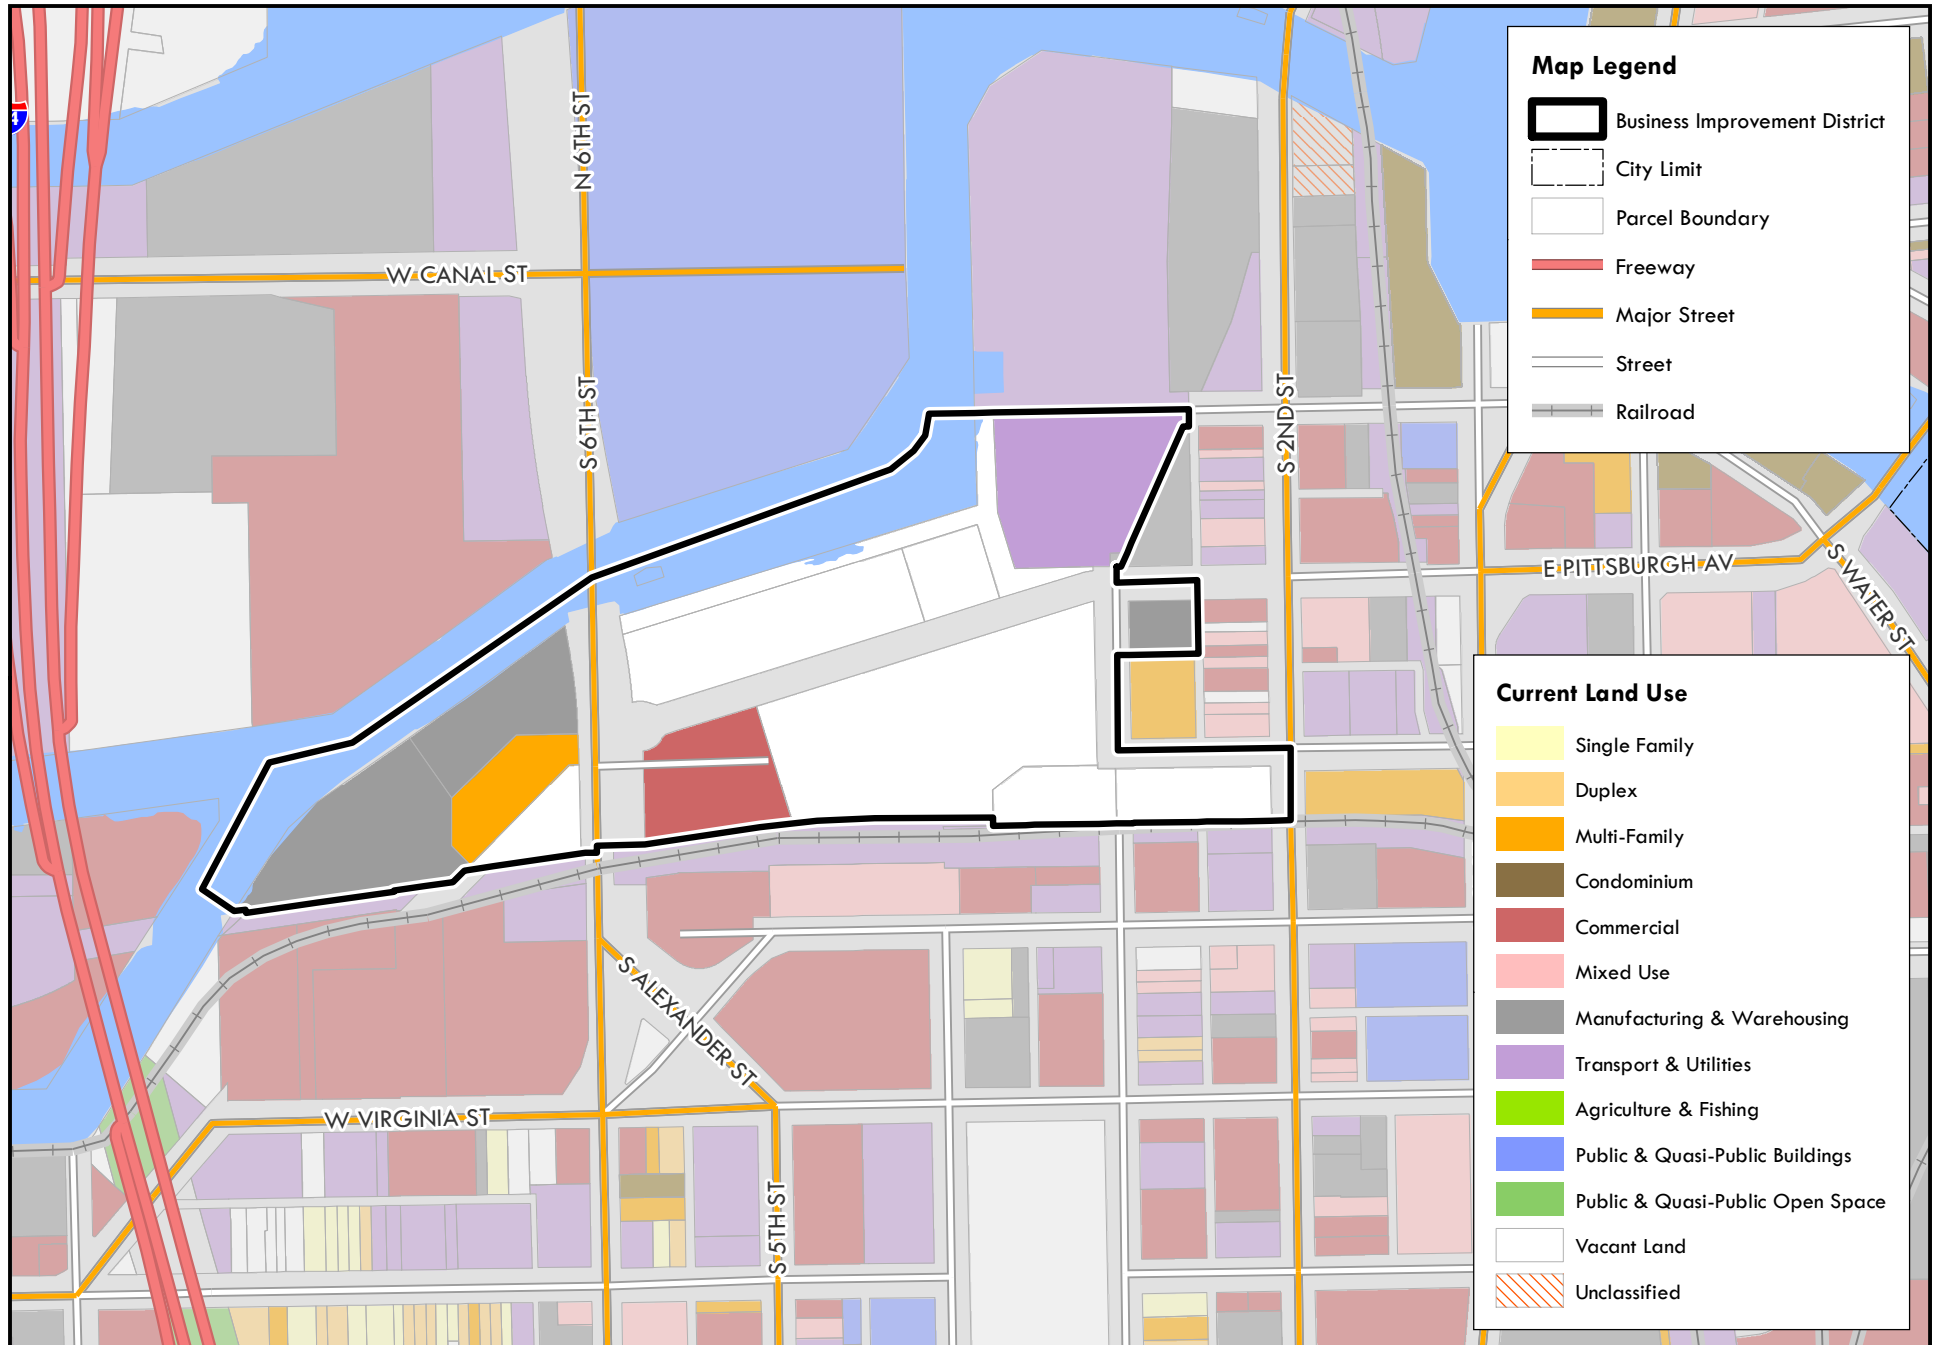 4
N 6TH ST
W CANAL ST
S 6TH ST
S 2ND ST
E PITTSBURGH AV
S WATER ST
S ALEXANDER ST
W VIRGINIA ST
S 5TH ST
Map Legend
Business Improvement District
City Limit
Parcel Boundary
Freeway
Major Street
Street
Railroad
Current Land Use
Single Family
Duplex
Multi-Family
Condominium
Commercial
Mixed Use
Manufacturing & Warehousing
Transport & Utilities
Agriculture & Fishing
Public & Quasi-Public Buildings
Public & Quasi-Public Open Space
Vacant Land
Unclassified